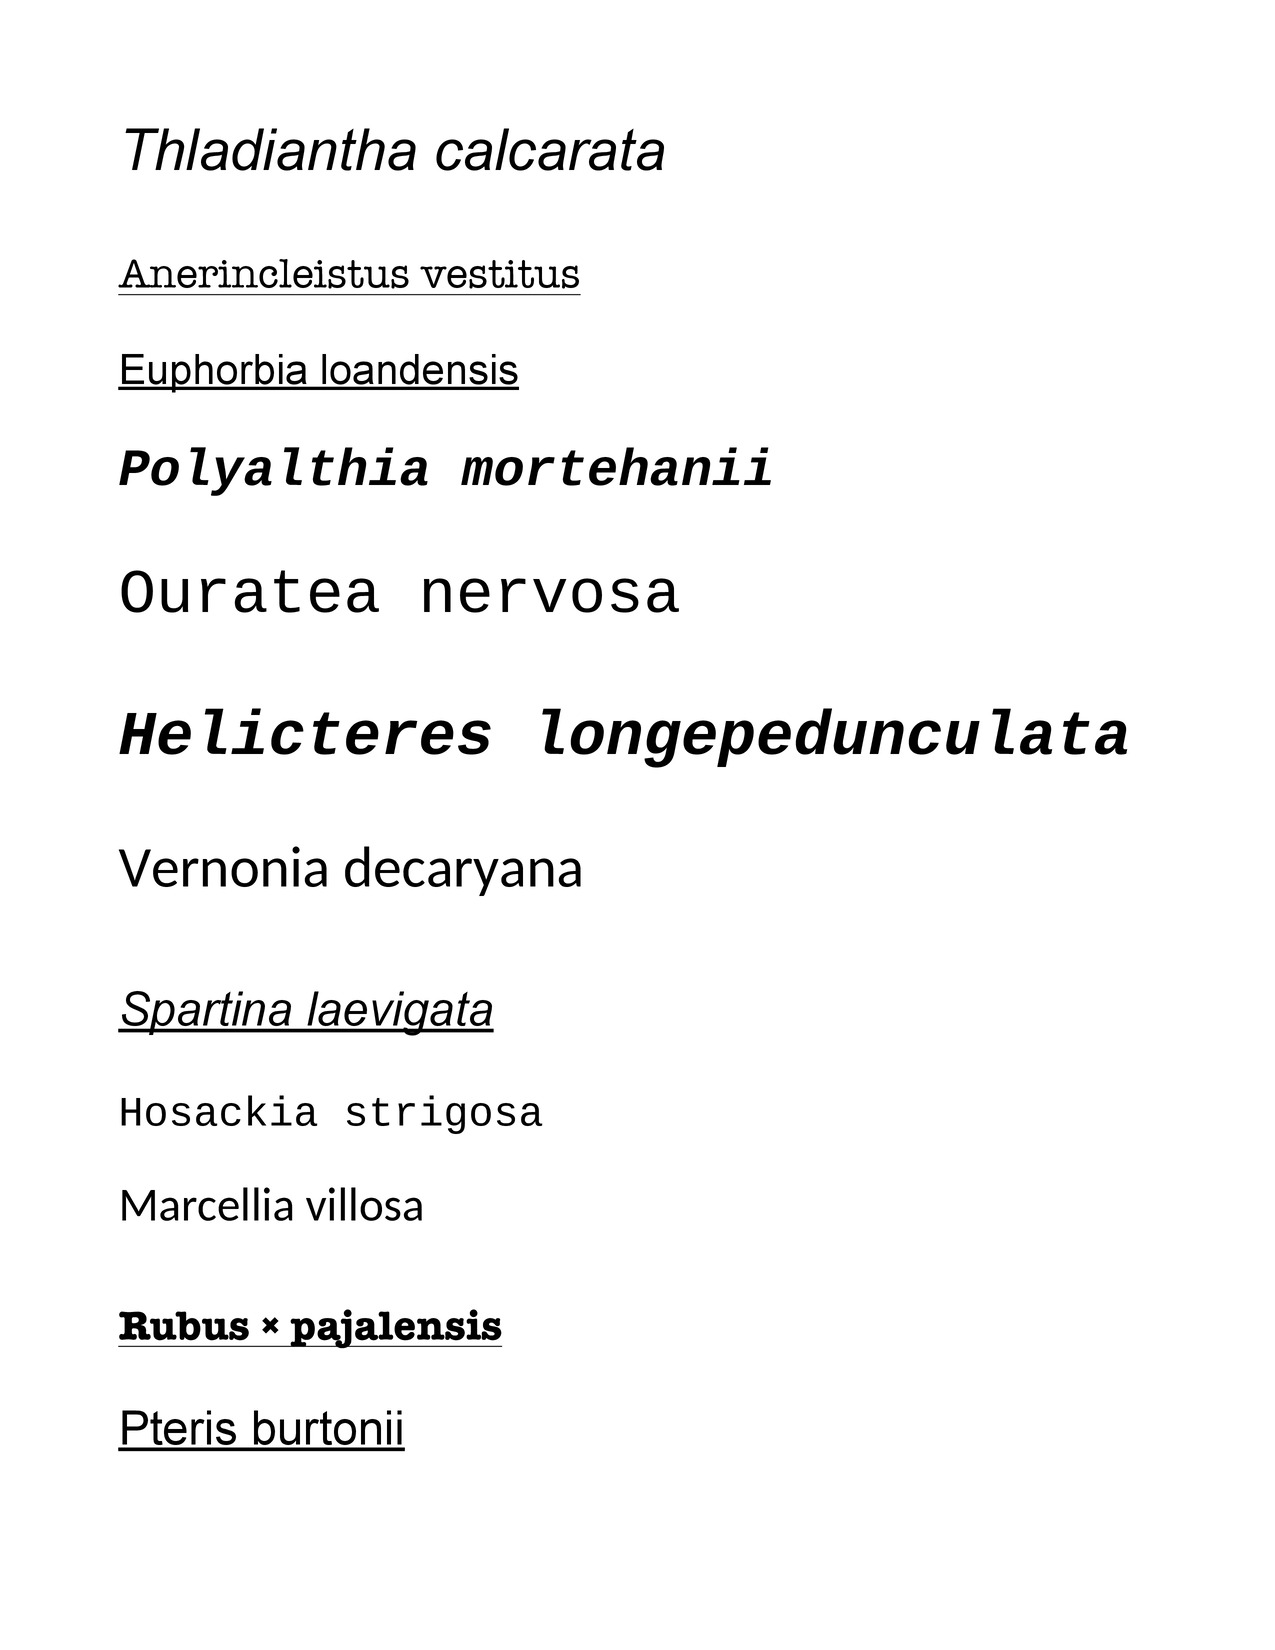 Thladiantha calcarata
Anerincleistus vestitus
Euphorbia loandensis
Polyalthia mortehanii
Ouratea nervosa
Helicteres longepedunculata
Vernonia decaryana
Spartina laevigata
Hosackia strigosa
Marcellia villosa
Rubus × pajalensis
Pteris burtonii